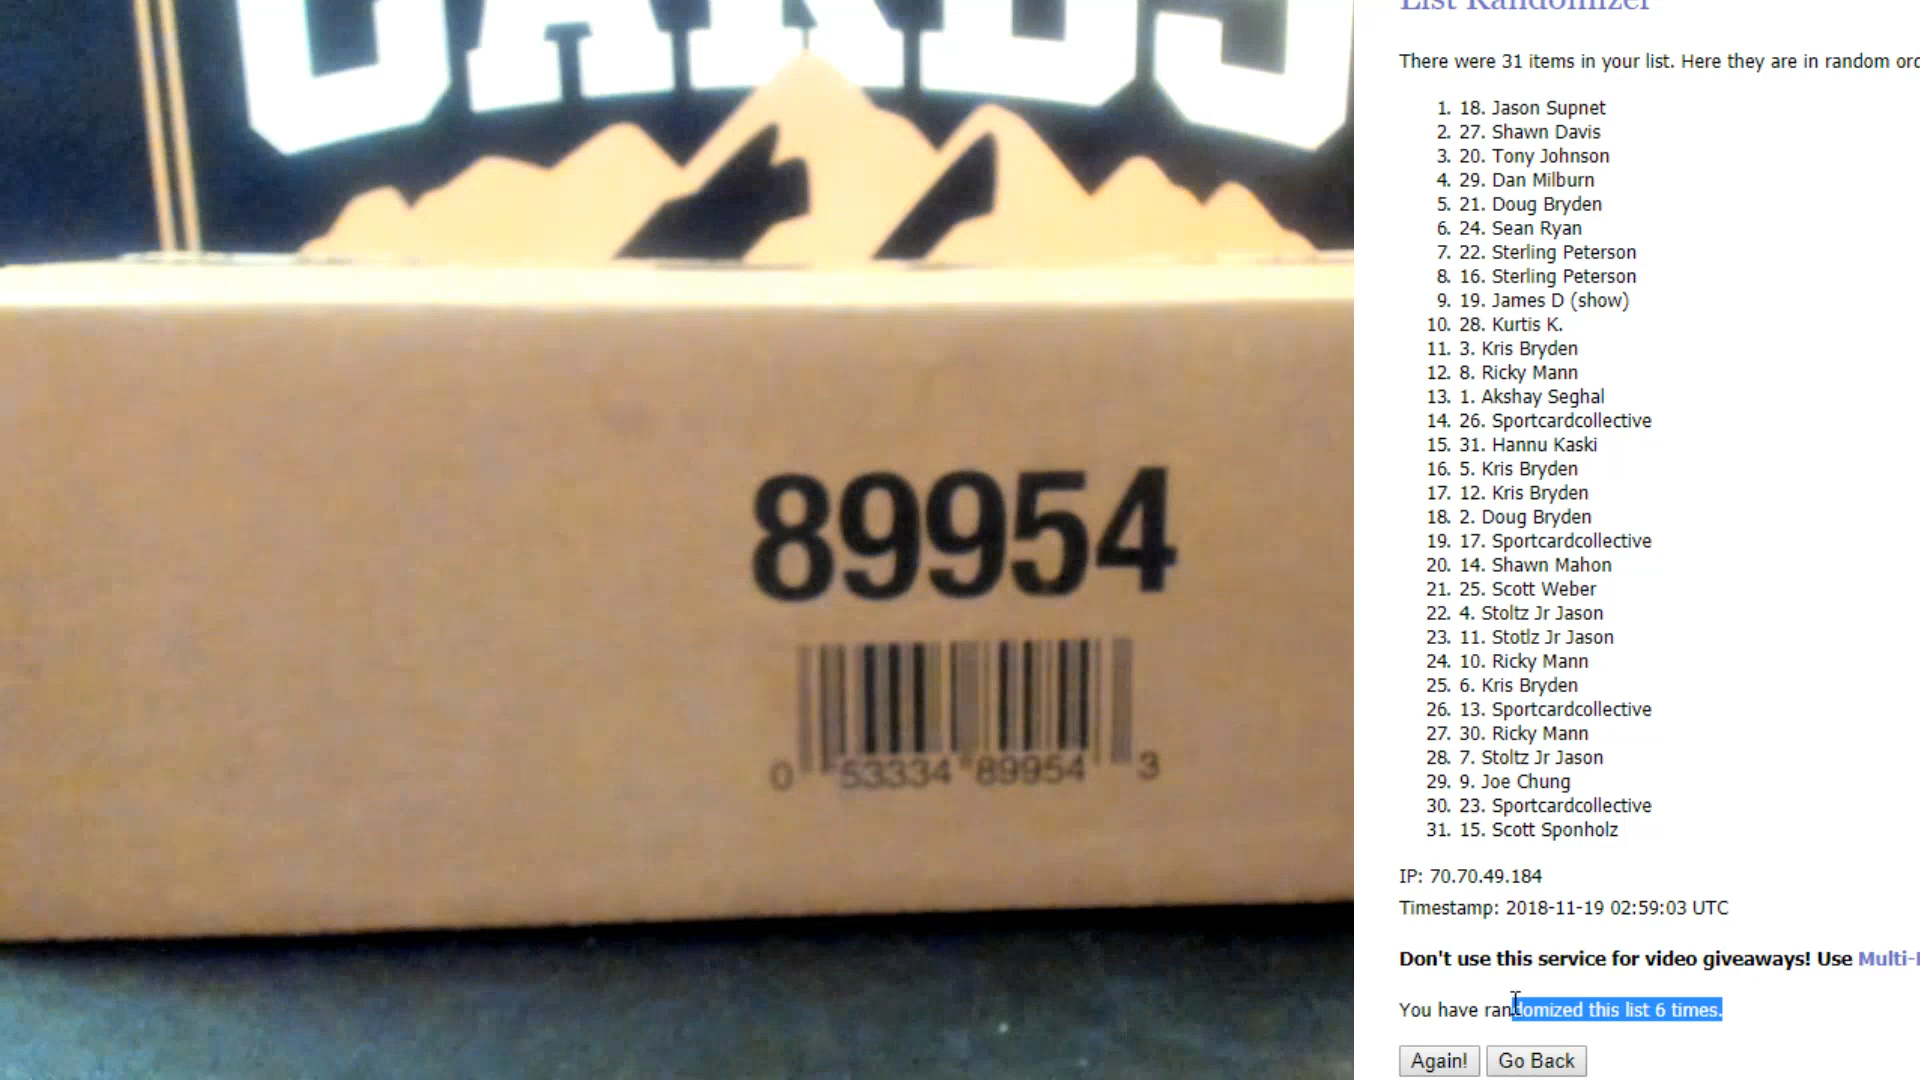 CARDS
89954
0 53334 89954 3
List Randomizer
There were 31 items in your list. Here they are in random
1. 18. Jason Supnet
2. 27. Shawn Davis
3. 20. Tony Johnson
4. 29. Dan Milburn
5. 21. Doug Bryden
6. 24. Sean Ryan
7. 22. Sterling Peterson
8. 16. Sterling Peterson
9. 19. James D (show)
10. 28. Kurtis K.
11. 3. Kris Bryden
12. 8. Ricky Mann
13. 1. Akshay Seghal
14. 26. Sportcardcollective
15. 31. Hannu Kaski
16. 5. Kris Bryden
17. 12. Kris Bryden
18. 2. Doug Bryden
19. 17. Sportcardcollective
20. 14. Shawn Mahon
21. 25. Scott Weber
22. 4. Stoltz Jr Jason
23. 11. Stotlz Jr Jason
24. 10. Ricky Mann
25. 6. Kris Bryden
26. 13. Sportcardcollective
27. 30. Ricky Mann
28. 7. Stoltz Jr Jason
29. 9. Joe Chung
30. 23. Sportcardcollective
31. 15. Scott Sponholz
IP: 70.70.49.184
Timestamp: 2018-11-19 02:59:03 UTC
Don't use this service for video giveaways! Use Multi-
You have randomized this list 6 times.
Again! Go Back